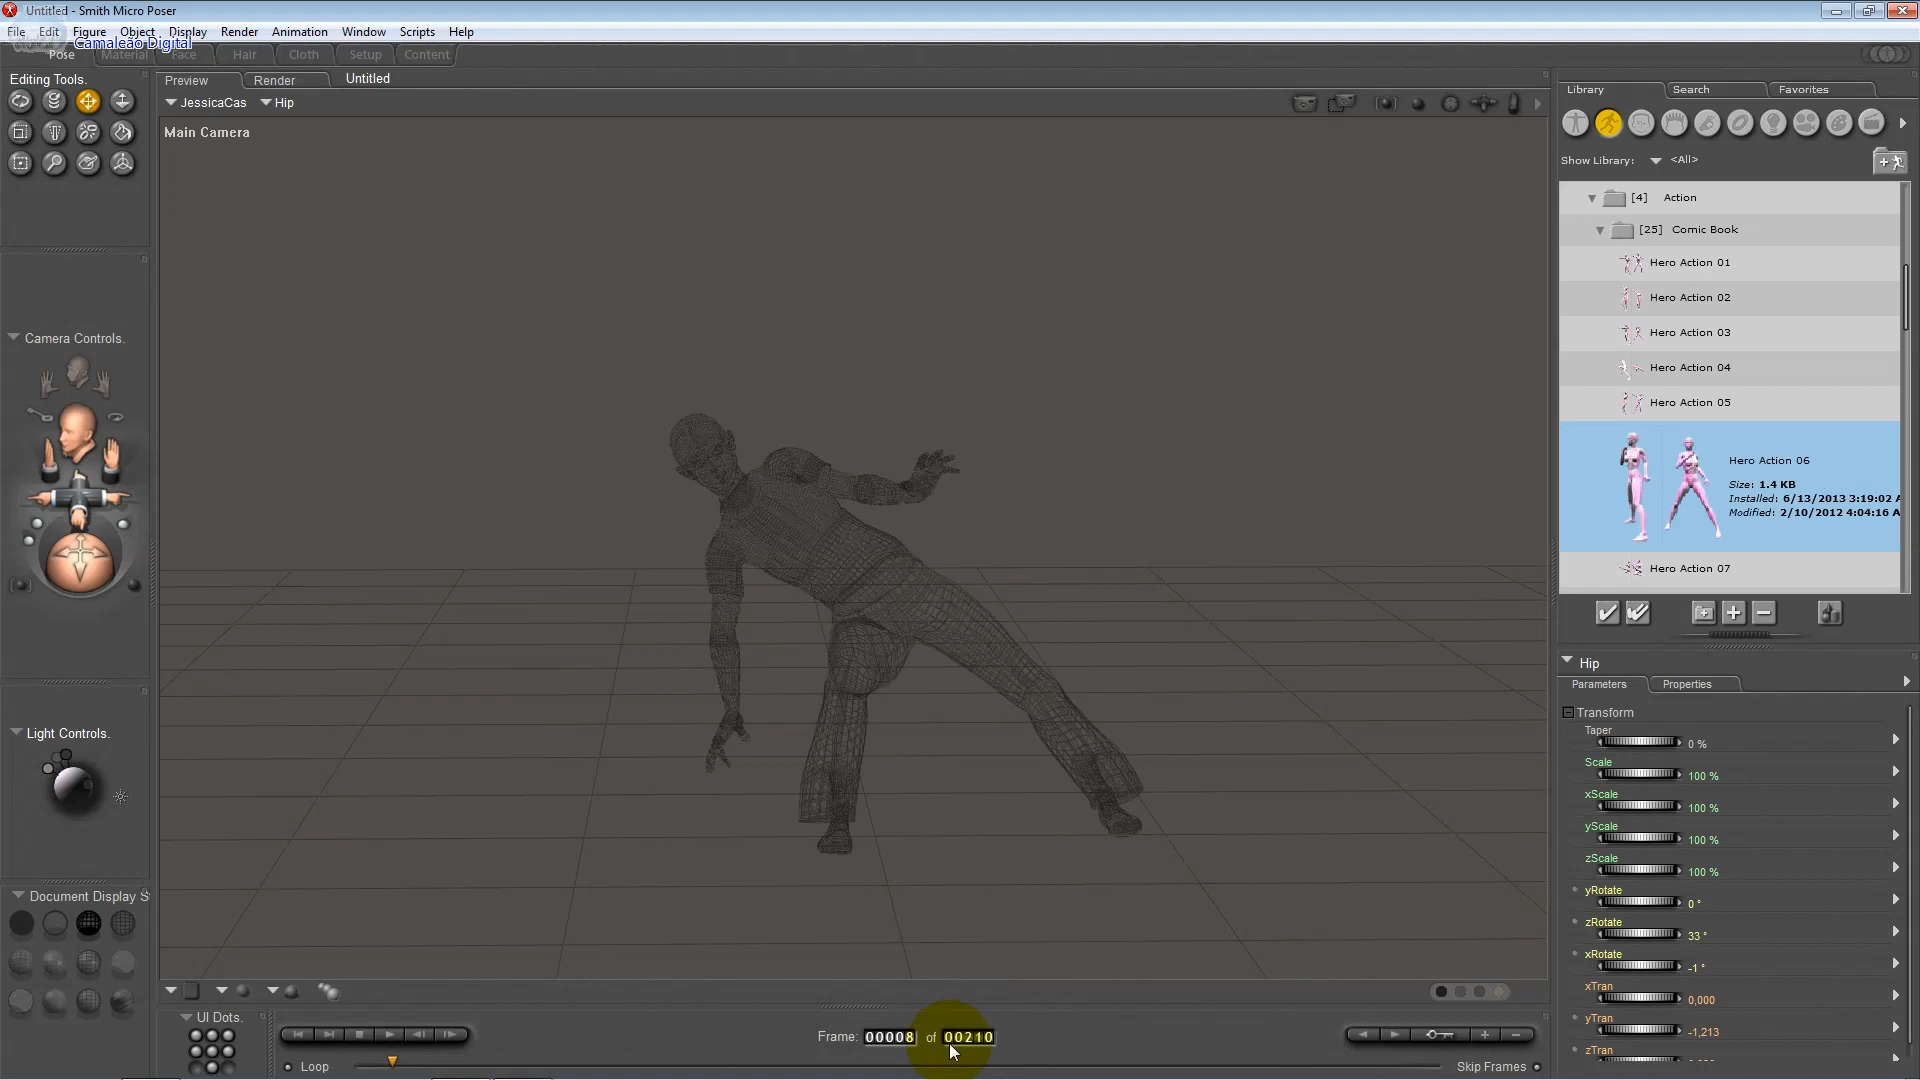 Untitled - Smith Micro Poser
File Edit Figure Object Display Render Animation Window Scripts Help
Camaleão Digital
Pose Material Face Hair Cloth Setup Content
Editing Tools.
Preview Render Untitled
JessicaCas Hip
Main Camera
Camera Controls.
Light Controls.
Document Display S
UI Dots.
Frame: 00008 of 00210
Loop
Skip Frames
Library Search Favorites
Show Library: <All>
[4] Action
[25] Comic Book
Hero Action 01
Hero Action 02
Hero Action 03
Hero Action 04
Hero Action 05
Hero Action 06
Size: 1.4 KB
Installed: 6/13/2013 3:19:02 A
Modified: 2/10/2012 4:04:16 A
Hero Action 07
Hip
Parameters Properties
Transform
Taper
0 %
Scale
100 %
xScale
100 %
yScale
100 %
zScale
100 %
yRotate
0 °
zRotate
33 °
xRotate
-1 °
xTran
0,000
yTran
-1,213
zTran